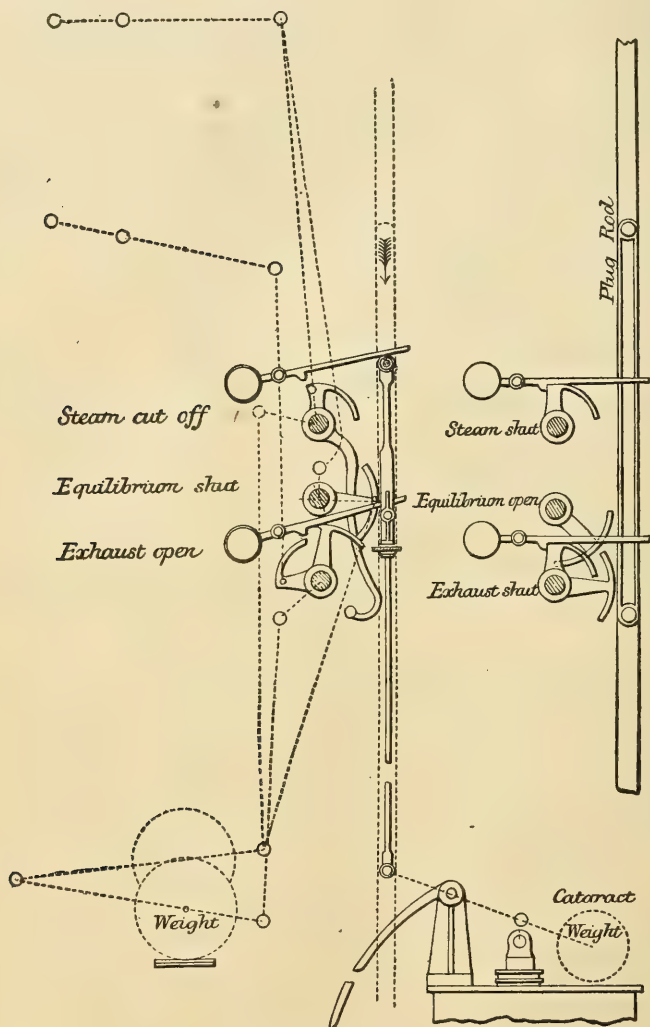 Plug Rod
Steam cut off
Steam shut
Equilibrium shut
Equilibrium open
Exhaust open
Exhaust shut
Cataract
Weight
Weight